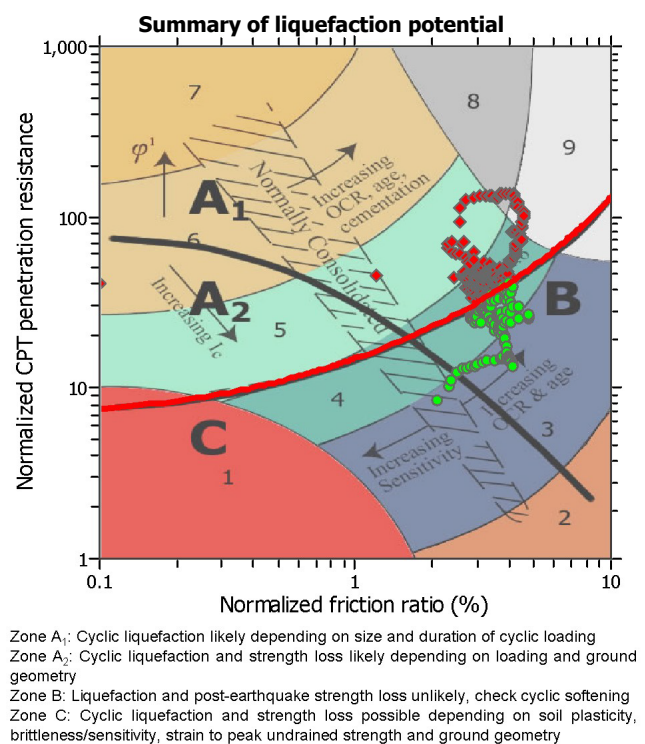 Summary of liquefaction potential
Normalized CPT penetration resistance
1,000
100
10
1
7
8
9
φ'
Increasing
OCR, age,
cementation
Normally Consolidated
A1
6
A2
Increasing Ic
5
B
4
Increasing
OCR & age
3
Increasing
Sensitivity
C
1
2
0.1
1
10
Normalized friction ratio (%)
Zone A1: Cyclic liquefaction likely depending on size and duration of cyclic loading
Zone A2: Cyclic liquefaction and strength loss likely depending on loading and ground
geometry
Zone B: Liquefaction and post-earthquake strength loss unlikely, check cyclic softening
Zone C: Cyclic liquefaction and strength loss possible depending on soil plasticity,
brittleness/sensitivity, strain to peak undrained strength and ground geometry